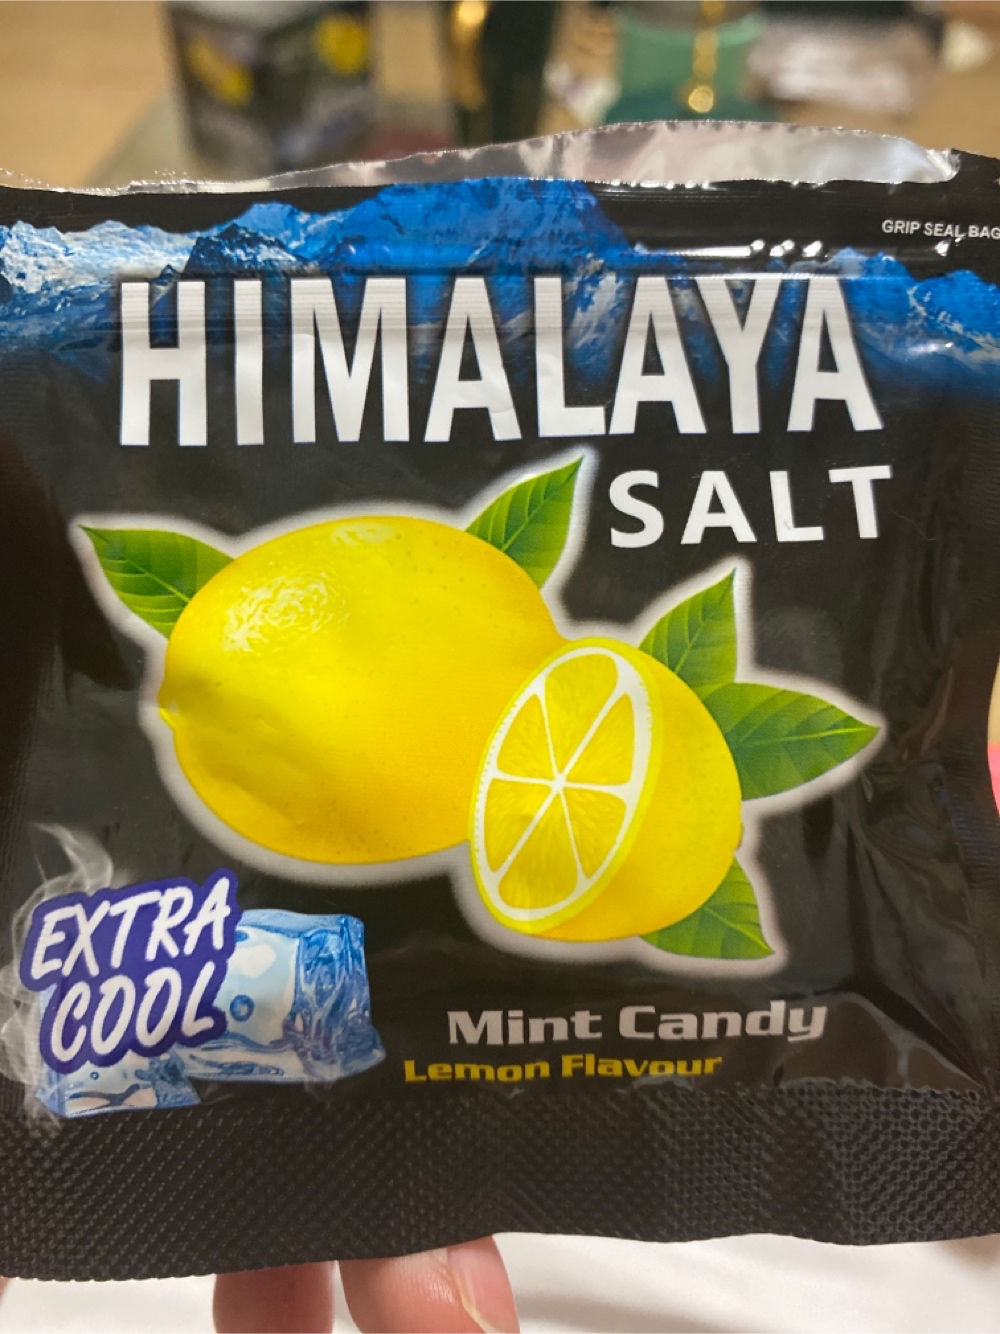 GRIP SEAL BAG
HIMALAYA
SALT
EXTRA
COOL
Mint Candy
Lemon Flavour